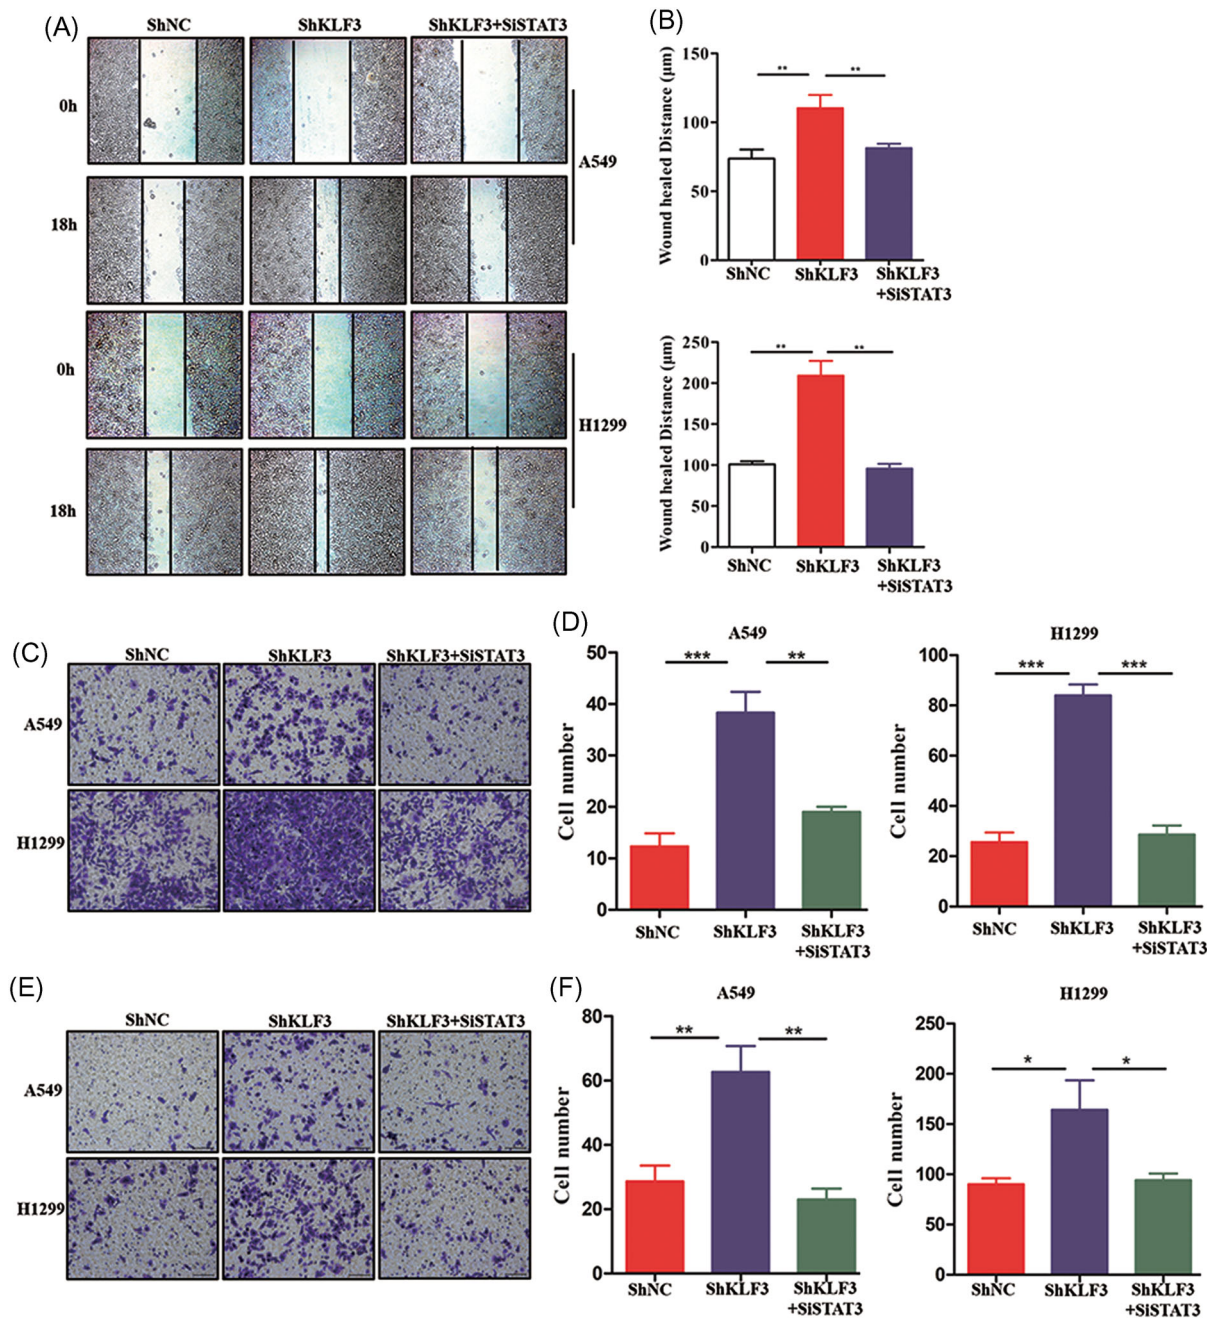 (A)
ShNC ShKLF3 ShKLF3+SiSTAT3
0h
A549
18h
0h
H1299
18h
(B)
Wound healed Distance (μm)
150
100
50
0
**
**
ShNC ShKLF3 ShKLF3
+SiSTAT3
Wound healed Distance (μm)
250
200
150
100
50
0
**
**
ShNC ShKLF3 ShKLF3
+SiSTAT3
(C)
ShNC ShKLF3 ShKLF3+SiSTAT3
A549
H1299
(D)
A549
Cell number
50
40
30
20
10
0
***
**
ShNC ShKLF3 ShKLF3
+SiSTAT3
H1299
Cell number
100
80
60
40
20
0
***
***
ShNC ShKLF3 ShKLF3
+SiSTAT3
(E)
ShNC ShKLF3 ShKLF3+SiSTAT3
A549
H1299
(F)
A549
Cell number
80
60
40
20
0
**
**
ShNC ShKLF3 ShKLF3
+SiSTAT3
H1299
Cell number
250
200
150
100
50
0
*
*
ShNC ShKLF3 ShKLF3
+SiSTAT3